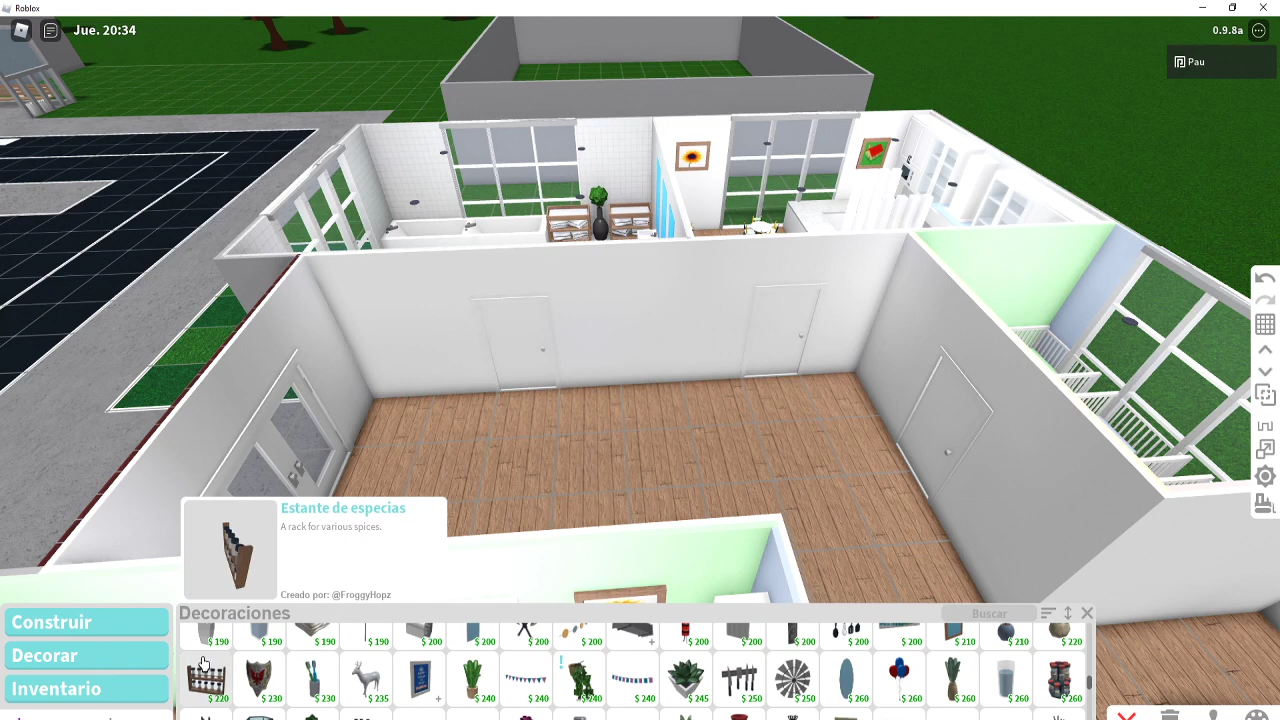 Roblox
Jue. 20:34
0.9.8a
Pau
Estante de especias
A rack for various spices.
Creado por: @FroggyHopz
Construir
Decorar
Inventario
Decoraciones
Buscar
$ 190 $ 190 $ 190 $ 190 $ 200 $ 200 $ 200 $ 200 $ 200 $ 200 $ 200 $ 200 $ 200 $ 200 $ 210 $ 210 $ 220
$ 220 $ 230 $ 230 $ 235 $ 240 $ 240 $ 240 $ 240 $ 245 $ 250 $ 250 $ 260 $ 260 $ 260 $ 260 $ 260